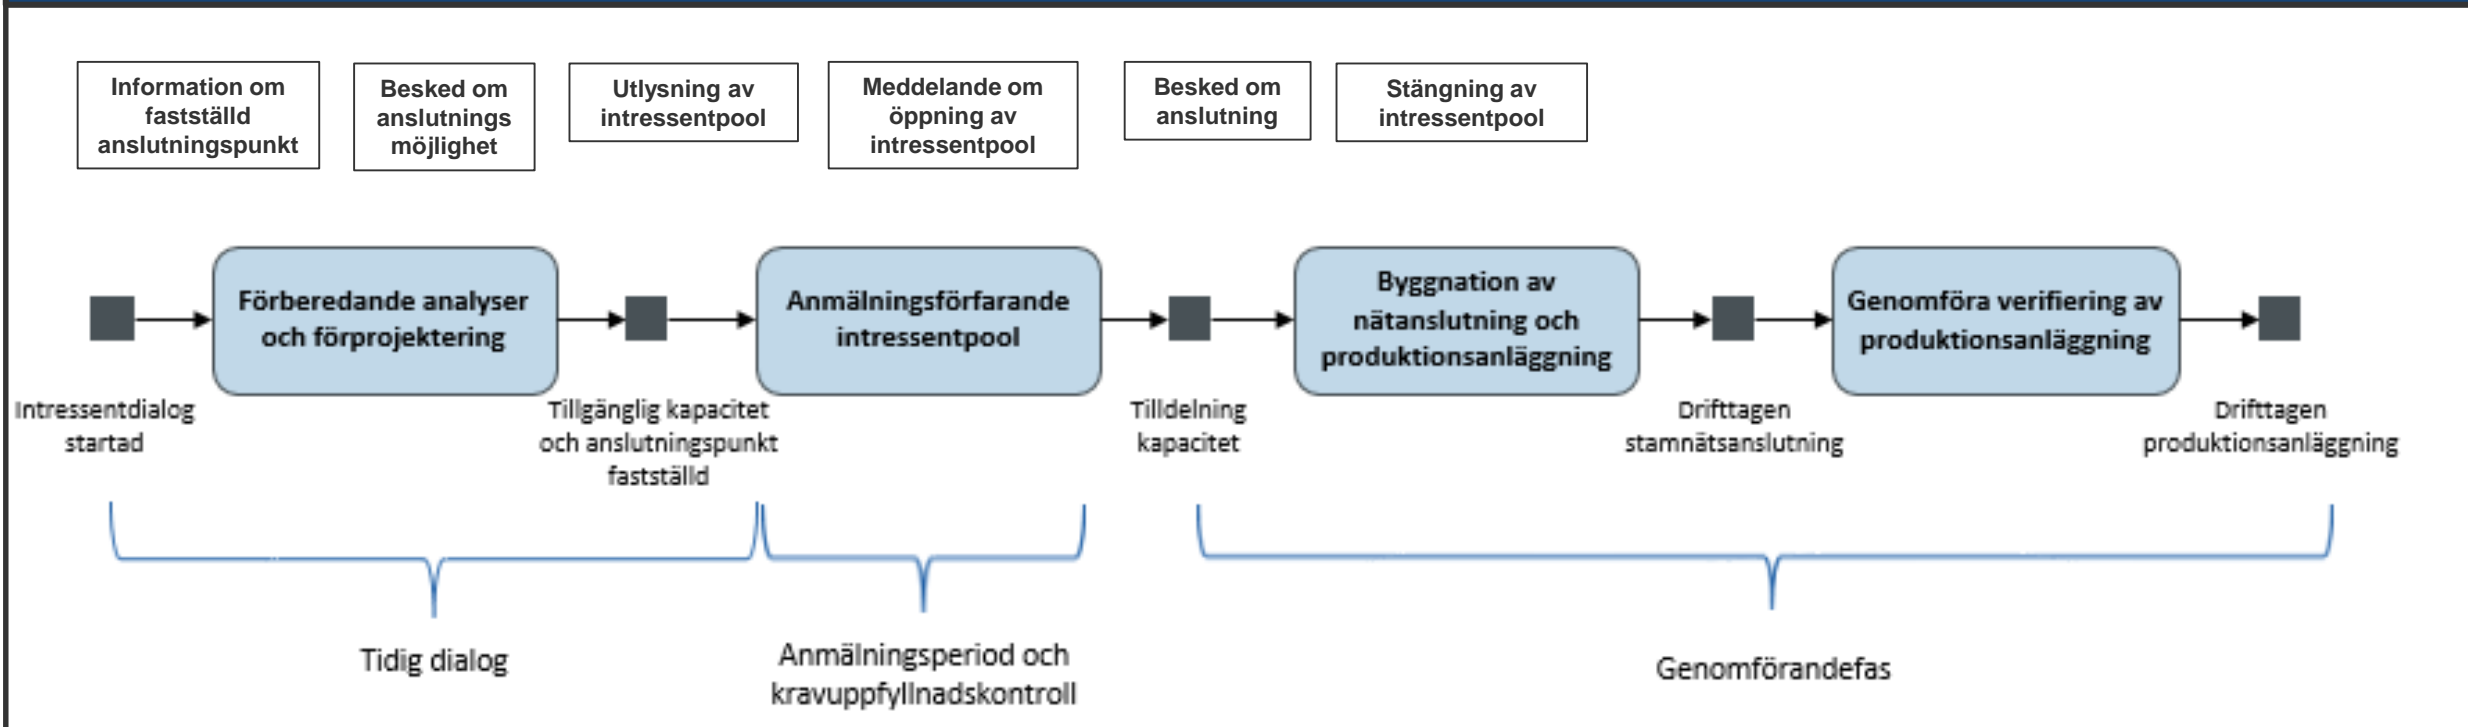 Information om
fastställd
anslutningspunkt
Besked om
anslutnings
möjlighet
Utlysning av
intressentpool
Meddelande om
öppning av
intressentpool
Besked om
anslutning
Stängning av
intressentpool
Förberedande analyser
och förprojektering
Anmälningsförfarande
intressentpool
Byggnation av
nätanslutning och
produktionsanläggning
Genomföra verifiering av
produktionsanläggning
Intressentdialog
startad
Tillgänglig kapacitet
och anslutningspunkt
fastställd
Tilldelning
kapacitet
Drifttagen
stamnätsanslutning
Drifttagen
produktionsanläggning
Tidig dialog
Anmälningsperiod och
kravuppfyllnadskontroll
Genomförandefas